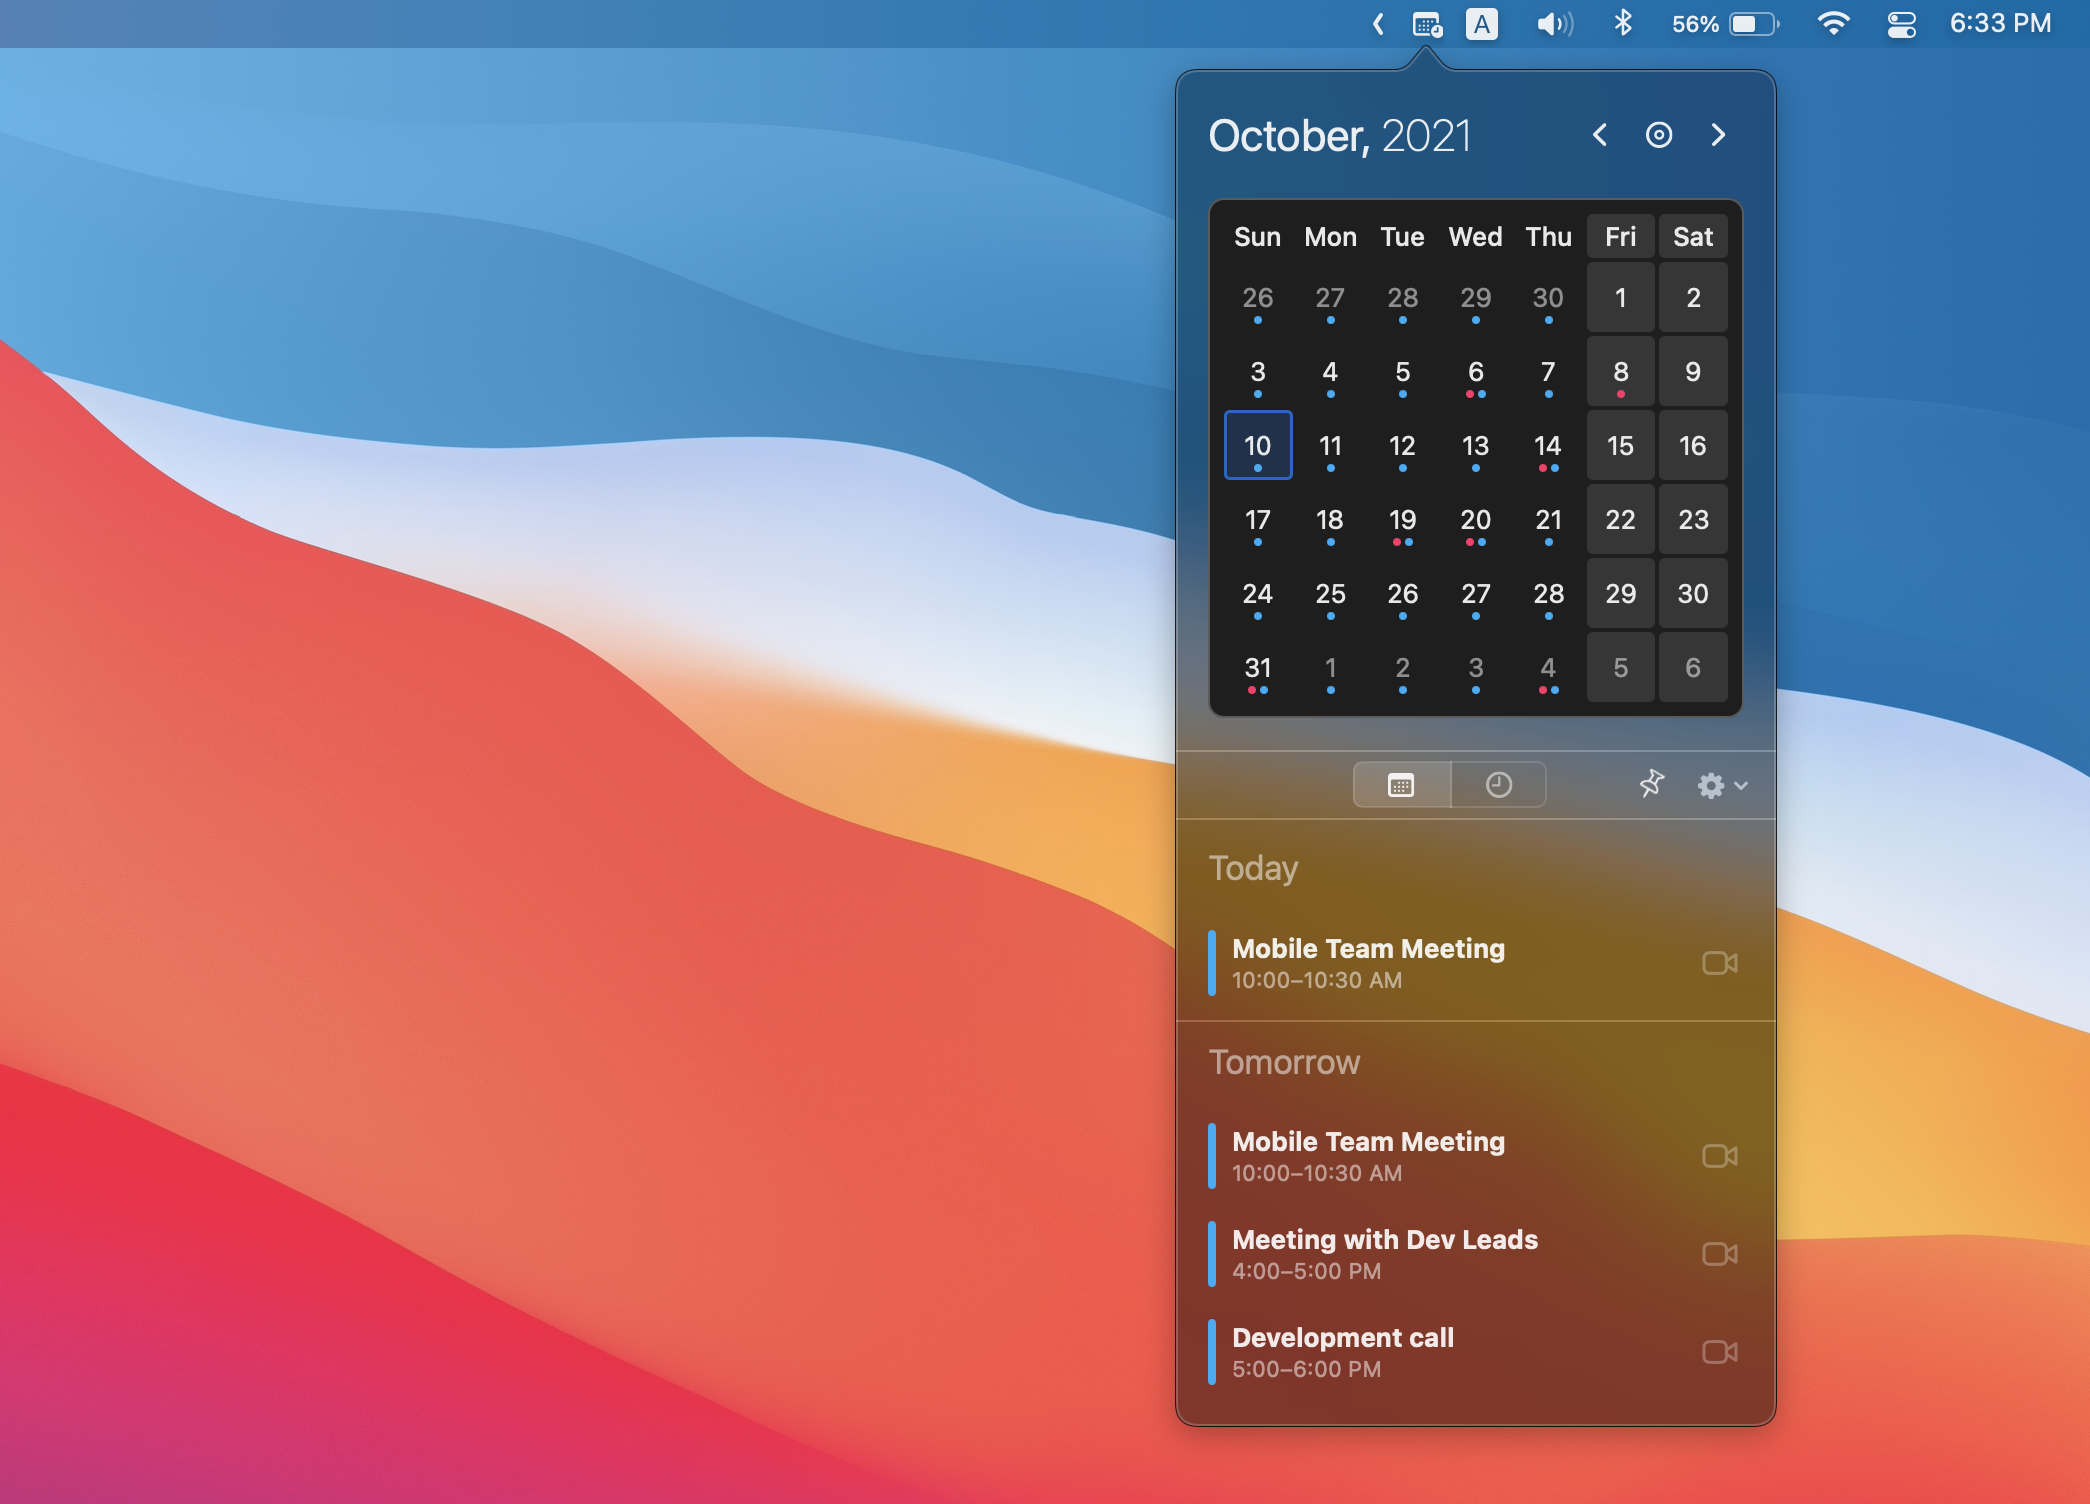 A 56% 6:33 PM
October, 2021
Sun Mon Tue Wed Thu Fri Sat
26 27 28 29 30 1 2
3 4 5 6 7 8 9
10 11 12 13 14 15 16
17 18 19 20 21 22 23
24 25 26 27 28 29 30
31 1 2 3 4 5 6
Today
Mobile Team Meeting
10:00–10:30 AM
Tomorrow
Mobile Team Meeting
10:00–10:30 AM
Meeting with Dev Leads
4:00–5:00 PM
Development call
5:00–6:00 PM